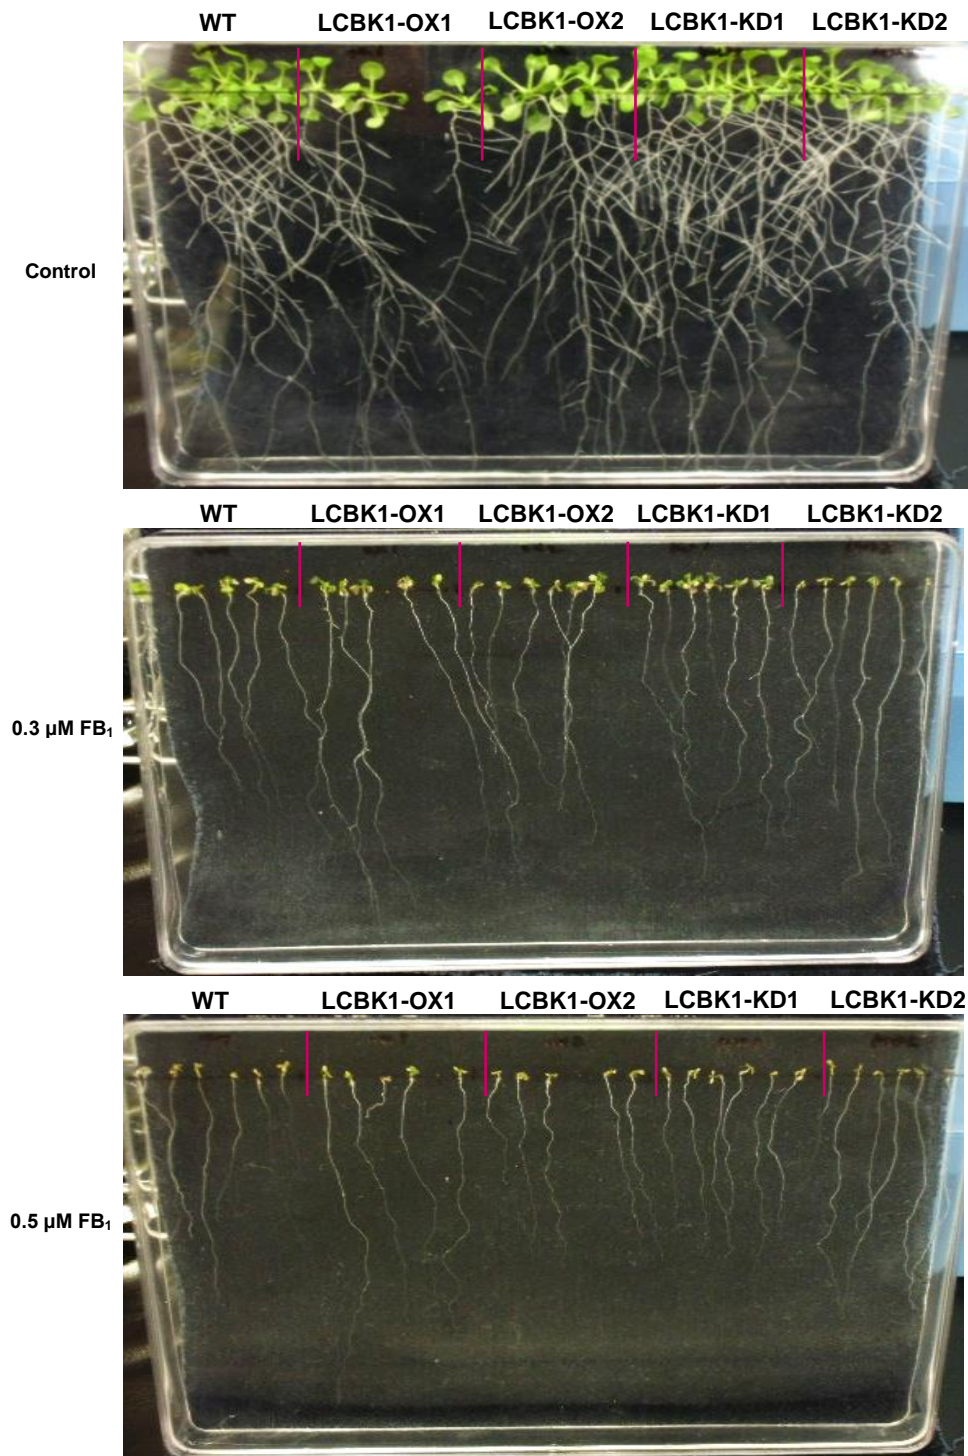 WT LCBK1-OX1 LCBK1-OX2 LCBK1-KD1 LCBK1-KD2
Control
WT LCBK1-OX1 LCBK1-OX2 LCBK1-KD1 LCBK1-KD2
0.3 µM FB₁
WT LCBK1-OX1 LCBK1-OX2 LCBK1-KD1 LCBK1-KD2
0.5 µM FB₁